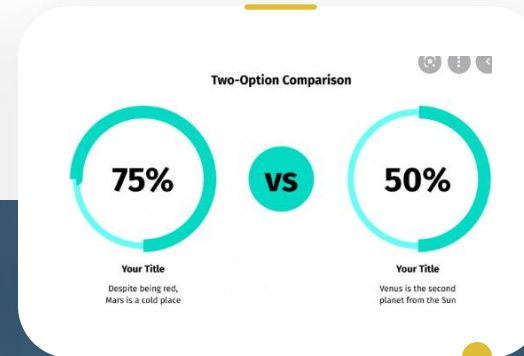 Two-Option Comparison
75%
VS
50%
Your Title
Despite being red,
Mars is a cold place
Your Title
Venus is the second
planet from the Sun